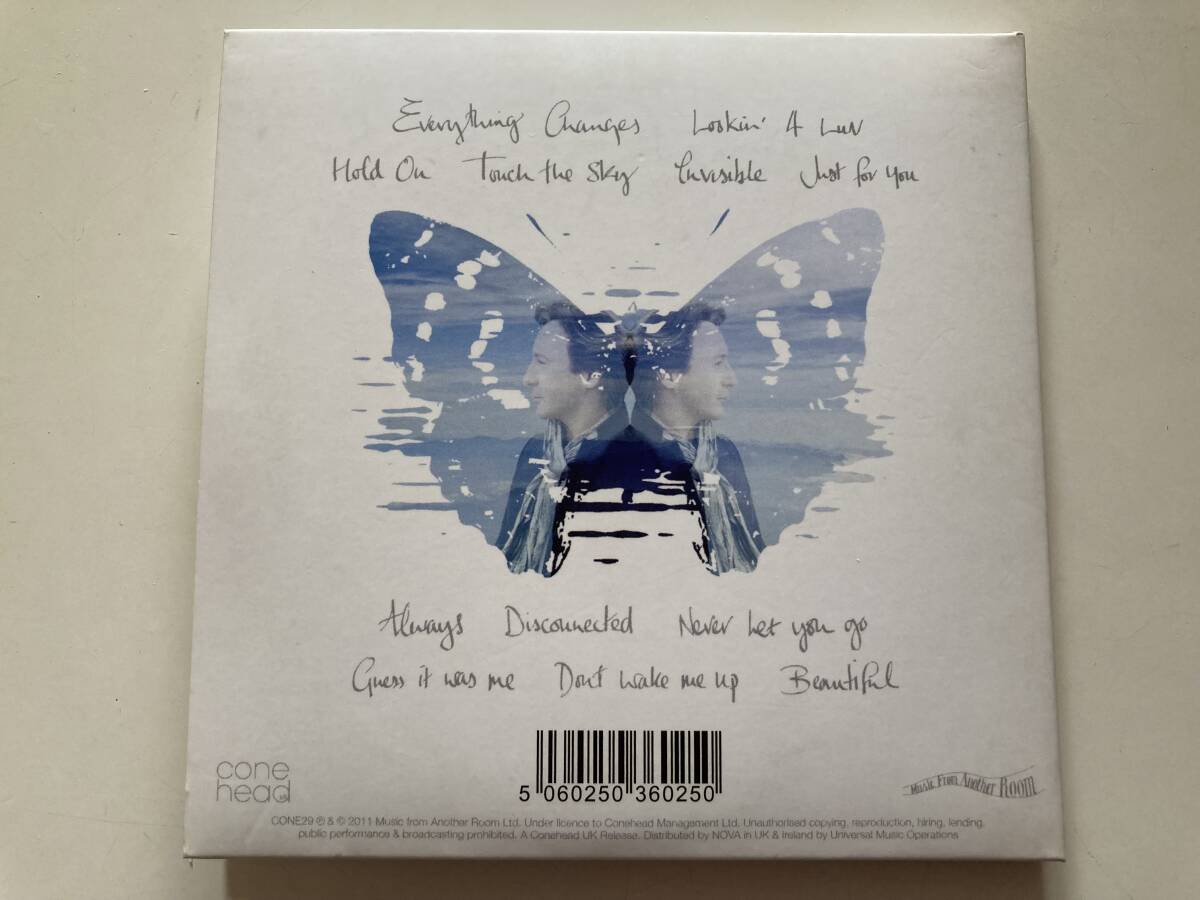 Everything Changes Lookin' 4 Luv
Hold On Touch the Sky Invisible Just for you
Always Disconnected Never Let you go
Guess it was me Don't wake me up Beautiful
5 060250 360250
cone
head
uk
Music From Another Room
CONE29 ℗ & © 2011 Music from Another Room Ltd. Under licence to Conehead Management Ltd. Unauthorised copying, reproduction, hiring, lending,
public performance & broadcasting prohibited. A Conehead UK Release. Distributed by NOVA in UK & Ireland by Universal Music Operations